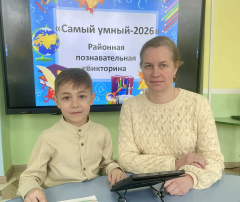 «Самый умный-2026»
Районная
познавательная
викторина